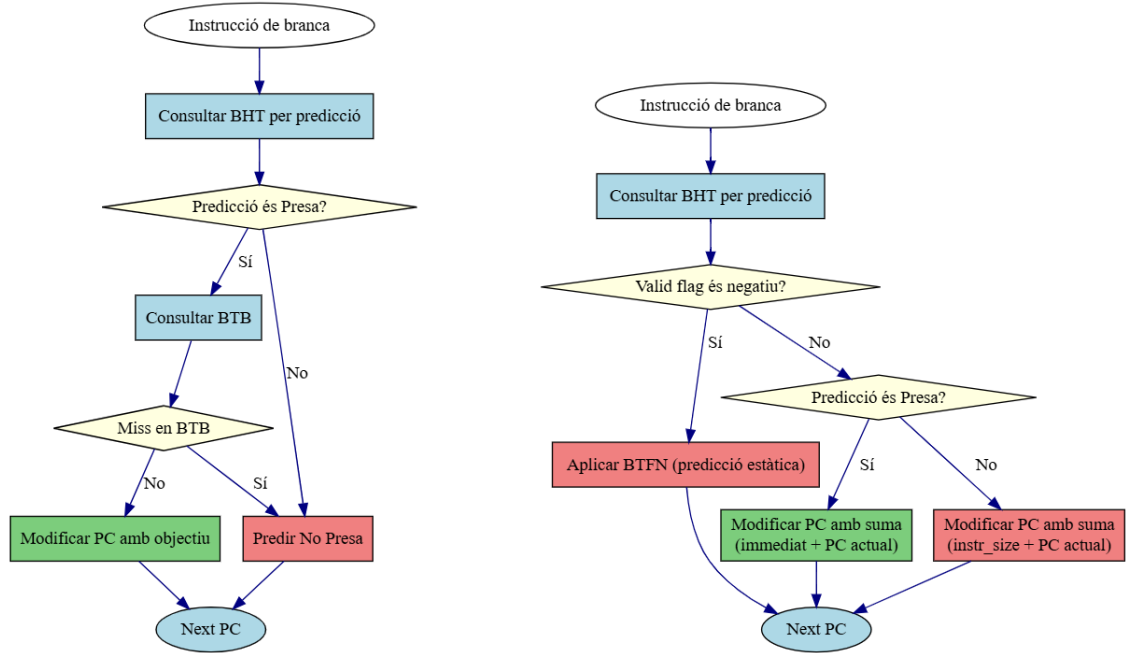 Instrucció de branca
Consultar BHT per predicció
Predicció és Presa?
Sí
No
Consultar BTB
Miss en BTB
No
Sí
Modificar PC amb objectiu
Predir No Presa
Next PC
Instrucció de branca
Consultar BHT per predicció
Valid flag és negatiu?
Sí
No
Predicció és Presa?
Aplicar BTFN (predicció estàtica)
Sí
No
Modificar PC amb suma
(immediat + PC actual)
Modificar PC amb suma
(instr_size + PC actual)
Next PC